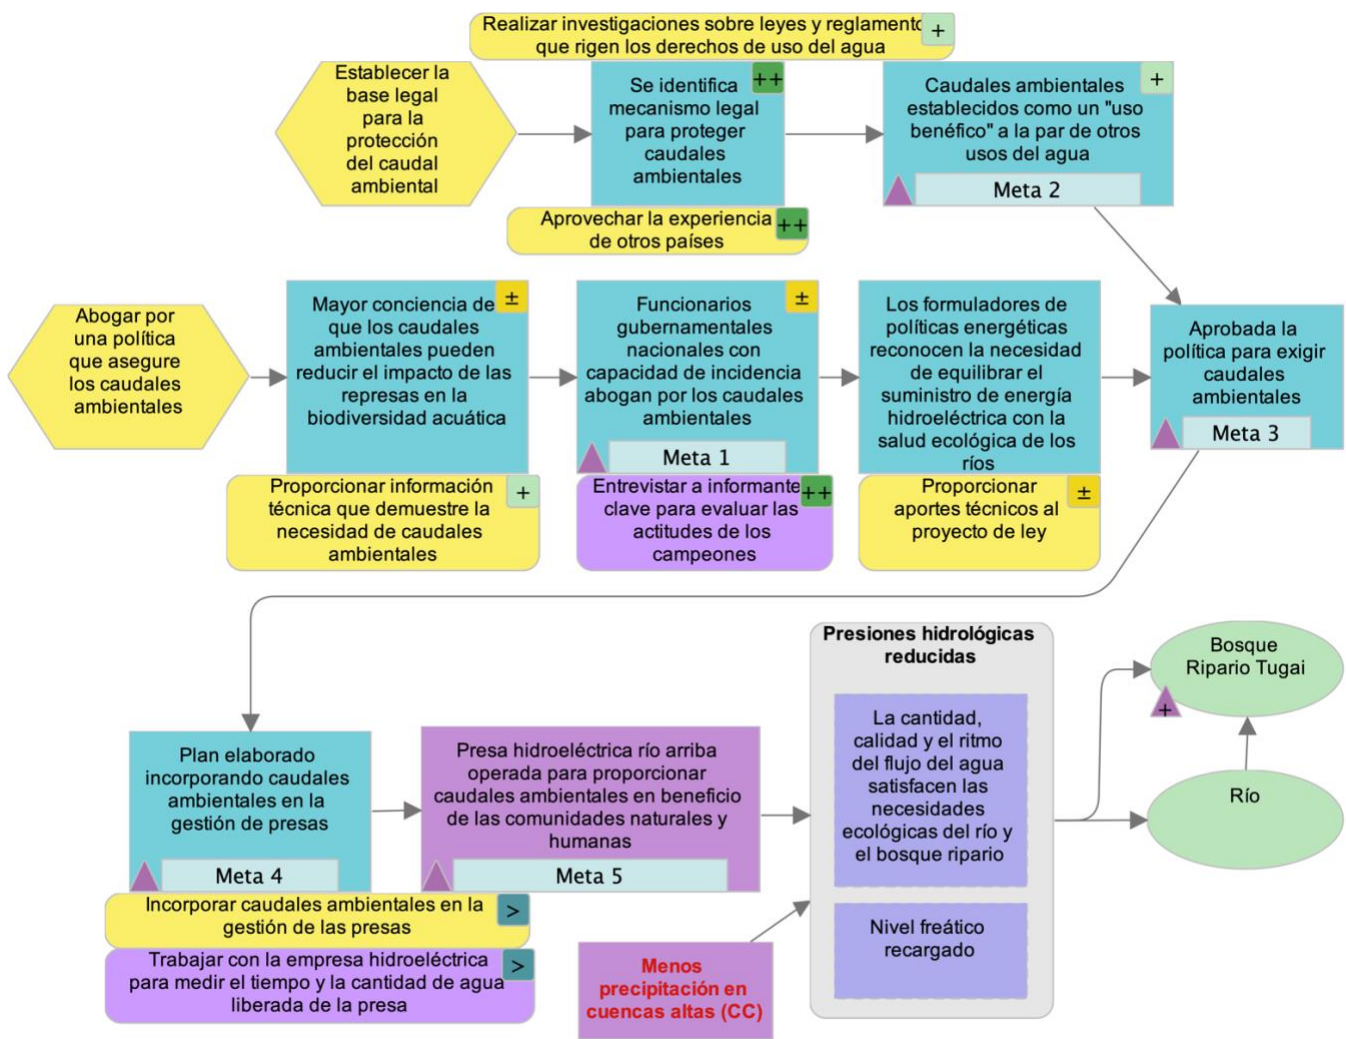 Realizar investigaciones sobre leyes y reglamento
que rigen los derechos de uso del agua
+
Establecer la
base legal
para la
protección
del caudal
ambiental
Se identifica
mecanismo legal
para proteger
caudales
ambientales
++
Caudales ambientales
establecidos como un "uso
benéfico" a la par de otros
usos del agua
+
Meta 2
Aprovechar la experiencia
de otros países
++
Abogar por
una política
que asegure
los caudales
ambientales
Mayor conciencia de
que los caudales
ambientales pueden
reducir el impacto de las
represas en la
biodiversidad acuática
±
Funcionarios
gubernamentales
nacionales con
capacidad de incidencia
abogan por los caudales
ambientales
±
Meta 1
Los formuladores de
políticas energéticas
reconocen la necesidad
de equilibrar el
suministro de energía
hidroeléctrica con la
salud ecológica de los
ríos
Aprobada la
política para exigir
caudales
ambientales
Meta 3
Proporcionar información
técnica que demuestre la
necesidad de caudales
ambientales
+
Entrevistar a informante
clave para evaluar las
actitudes de los
campeones
++
Proporcionar
aportes técnicos al
proyecto de ley
±
Plan elaborado
incorporando caudales
ambientales en la
gestión de presas
Meta 4
Presa hidroeléctrica río arriba
operada para proporcionar
caudales ambientales en beneficio
de las comunidades naturales y
humanas
Meta 5
Presiones hidrológicas
reducidas
La cantidad,
calidad y el ritmo
del flujo del agua
satisfacen las
necesidades
ecológicas del río y
el bosque ripario
Nivel freático
recargado
Bosque
Ripario Tugai
+
Río
Incorporar caudales ambientales en la
gestión de las presas
>
Trabajar con la empresa hidroeléctrica
para medir el tiempo y la cantidad de agua
liberada de la presa
>
Menos
precipitación en
cuencas altas (CC)